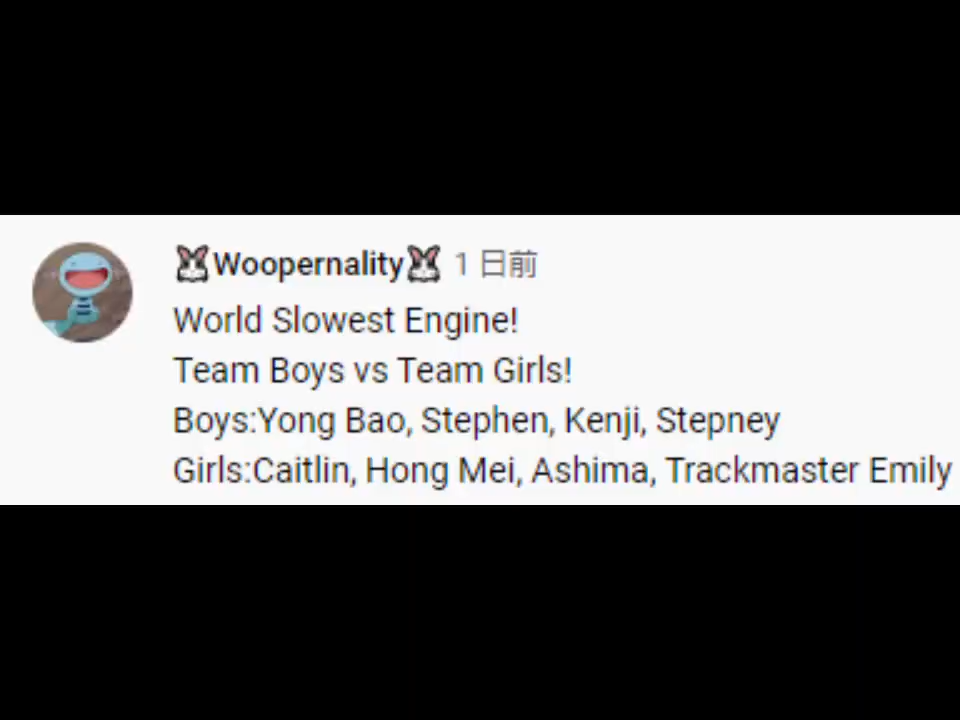 🐰Woopernality🐰 1 日前
World Slowest Engine!
Team Boys vs Team Girls!
Boys:Yong Bao, Stephen, Kenji, Stepney
Girls:Caitlin, Hong Mei, Ashima, Trackmaster Emily